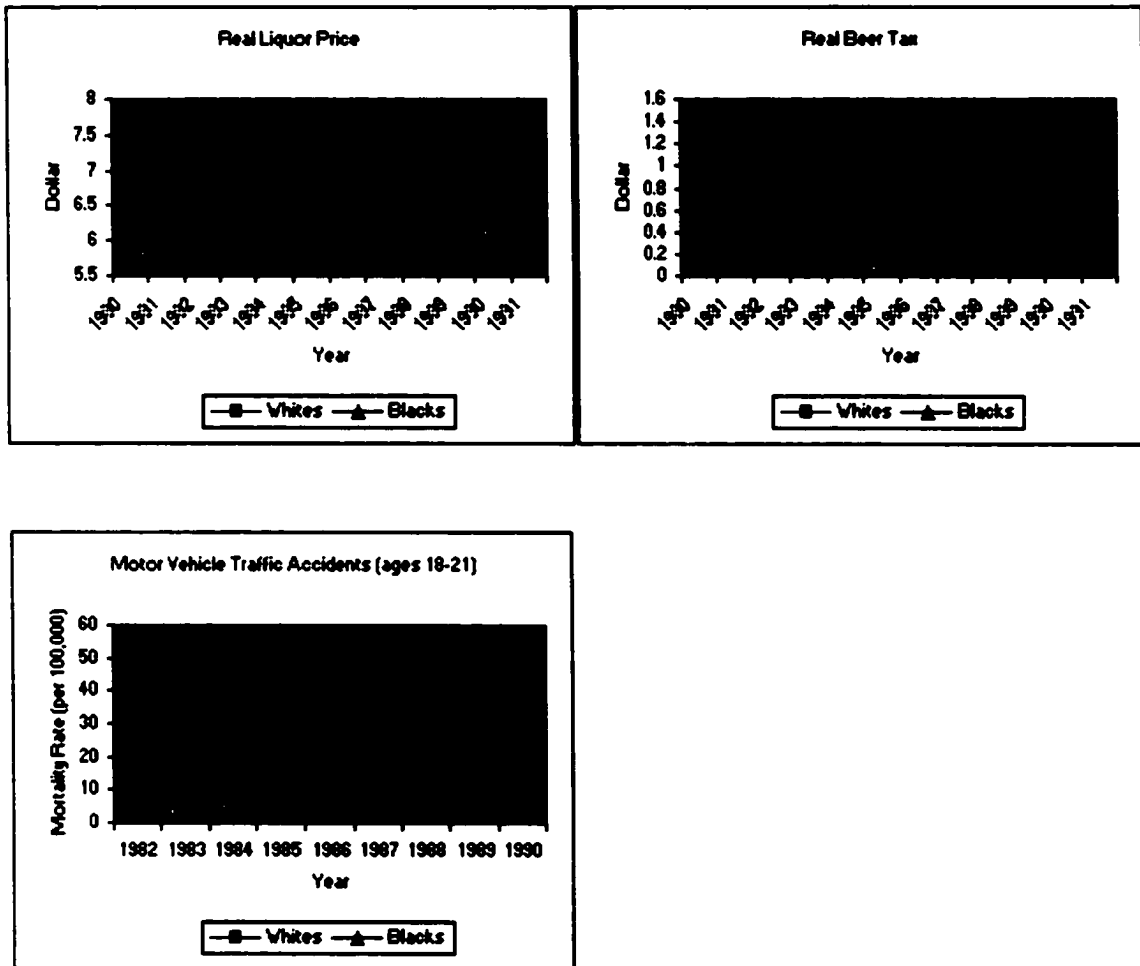 Real Liquor Price
Dollar
8
7.5
7
6.5
6
5.5
Year
Whites Blacks
Real Beer Tax
Dollar
1.6
1.4
1.2
1
0.8
0.6
0.4
0.2
0
Year
Whites Blacks
Motor Vehicle Traffic Accidents (ages 18-21)
Mortality Rate (per 100,000)
60
50
40
30
20
10
0
1982 1983 1984 1985 1986 1987 1988 1989 1990
Year
Whites Blacks